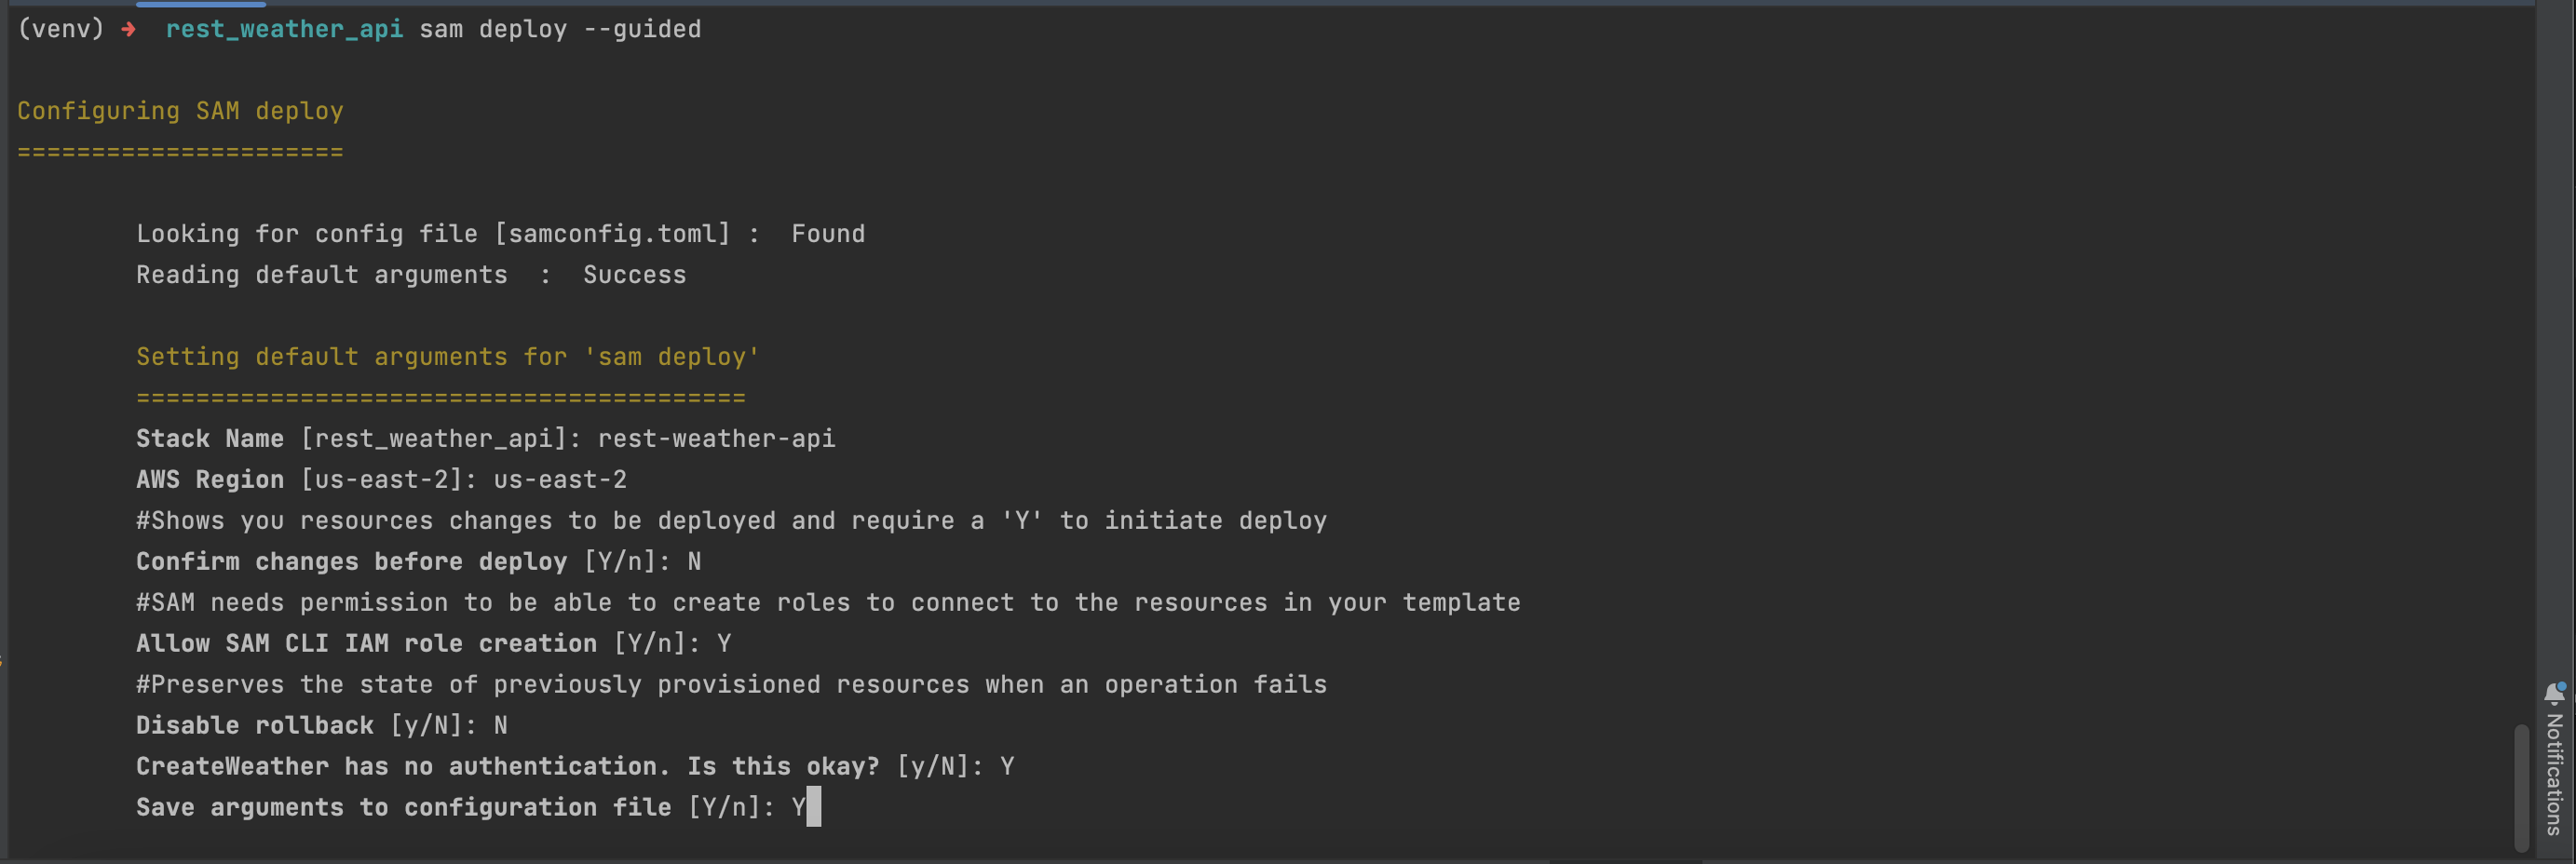 (venv) ➜ rest_weather_api sam deploy --guided
Configuring SAM deploy
======================
Looking for config file [samconfig.toml] :  Found
Reading default arguments  :  Success
Setting default arguments for 'sam deploy'
=========================================
Stack Name [rest_weather_api]: rest-weather-api
AWS Region [us-east-2]: us-east-2
#Shows you resources changes to be deployed and require a 'Y' to initiate deploy
Confirm changes before deploy [Y/n]: N
#SAM needs permission to be able to create roles to connect to the resources in your template
Allow SAM CLI IAM role creation [Y/n]: Y
#Preserves the state of previously provisioned resources when an operation fails
Disable rollback [y/N]: N
CreateWeather has no authentication. Is this okay? [y/N]: Y
Save arguments to configuration file [Y/n]: Y
Notifications